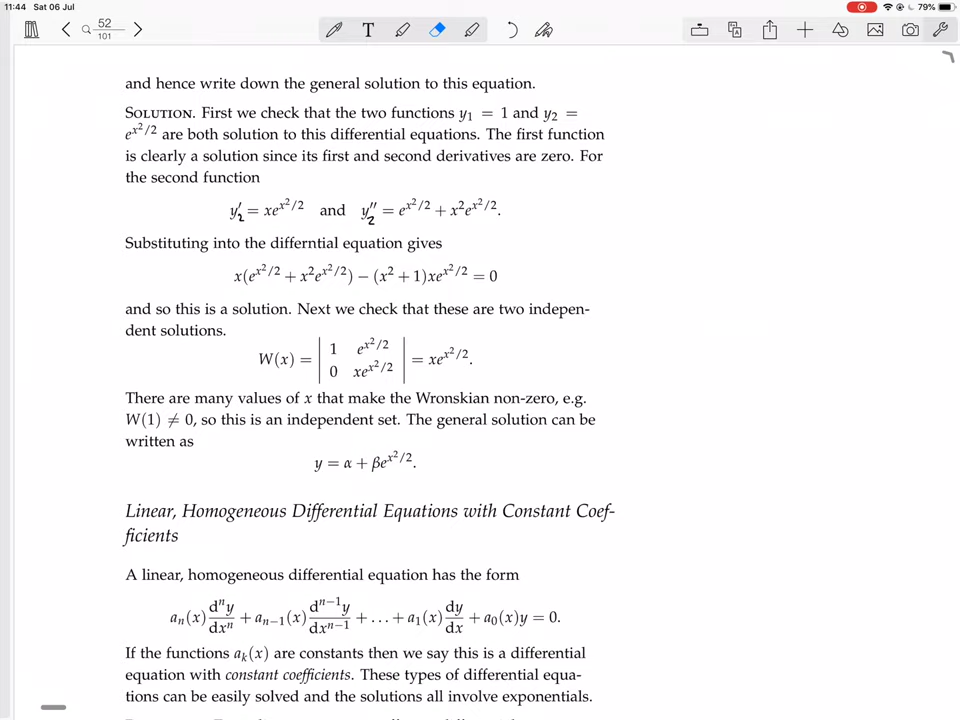 11:44 Sat 06 Jul
79%
52
101
T
and hence write down the general solution to this equation.
SOLUTION. First we check that the two functions y₁ = 1 and y₂ =
e^{x²/2} are both solution to this differential equations. The first function
is clearly a solution since its first and second derivatives are zero. For
the second function
y₂′ = xe^{x²/2} and y₂″ = e^{x²/2} + x²e^{x²/2}.
Substituting into the differntial equation gives
x(e^{x²/2} + x²e^{x²/2}) − (x² + 1)xe^{x²/2} = 0
and so this is a solution. Next we check that these are two indepen-
dent solutions.
W(x) = | 1 e^{x²/2} |
| 0 xe^{x²/2} | = xe^{x²/2}.
There are many values of x that make the Wronskian non-zero, e.g.
W(1) ≠ 0, so this is an independent set. The general solution can be
written as
y = α + βe^{x²/2}.
Linear, Homogeneous Differential Equations with Constant Coef-
ficients
A linear, homogeneous differential equation has the form
aₙ(x) dⁿy/dxⁿ + aₙ₋₁(x) dⁿ⁻¹y/dxⁿ⁻¹ + . . . + a₁(x) dy/dx + a₀(x)y = 0.
If the functions aₖ(x) are constants then we say this is a differential
equation with constant coefficients. These types of differential equa-
tions can be easily solved and the solutions all involve exponentials.